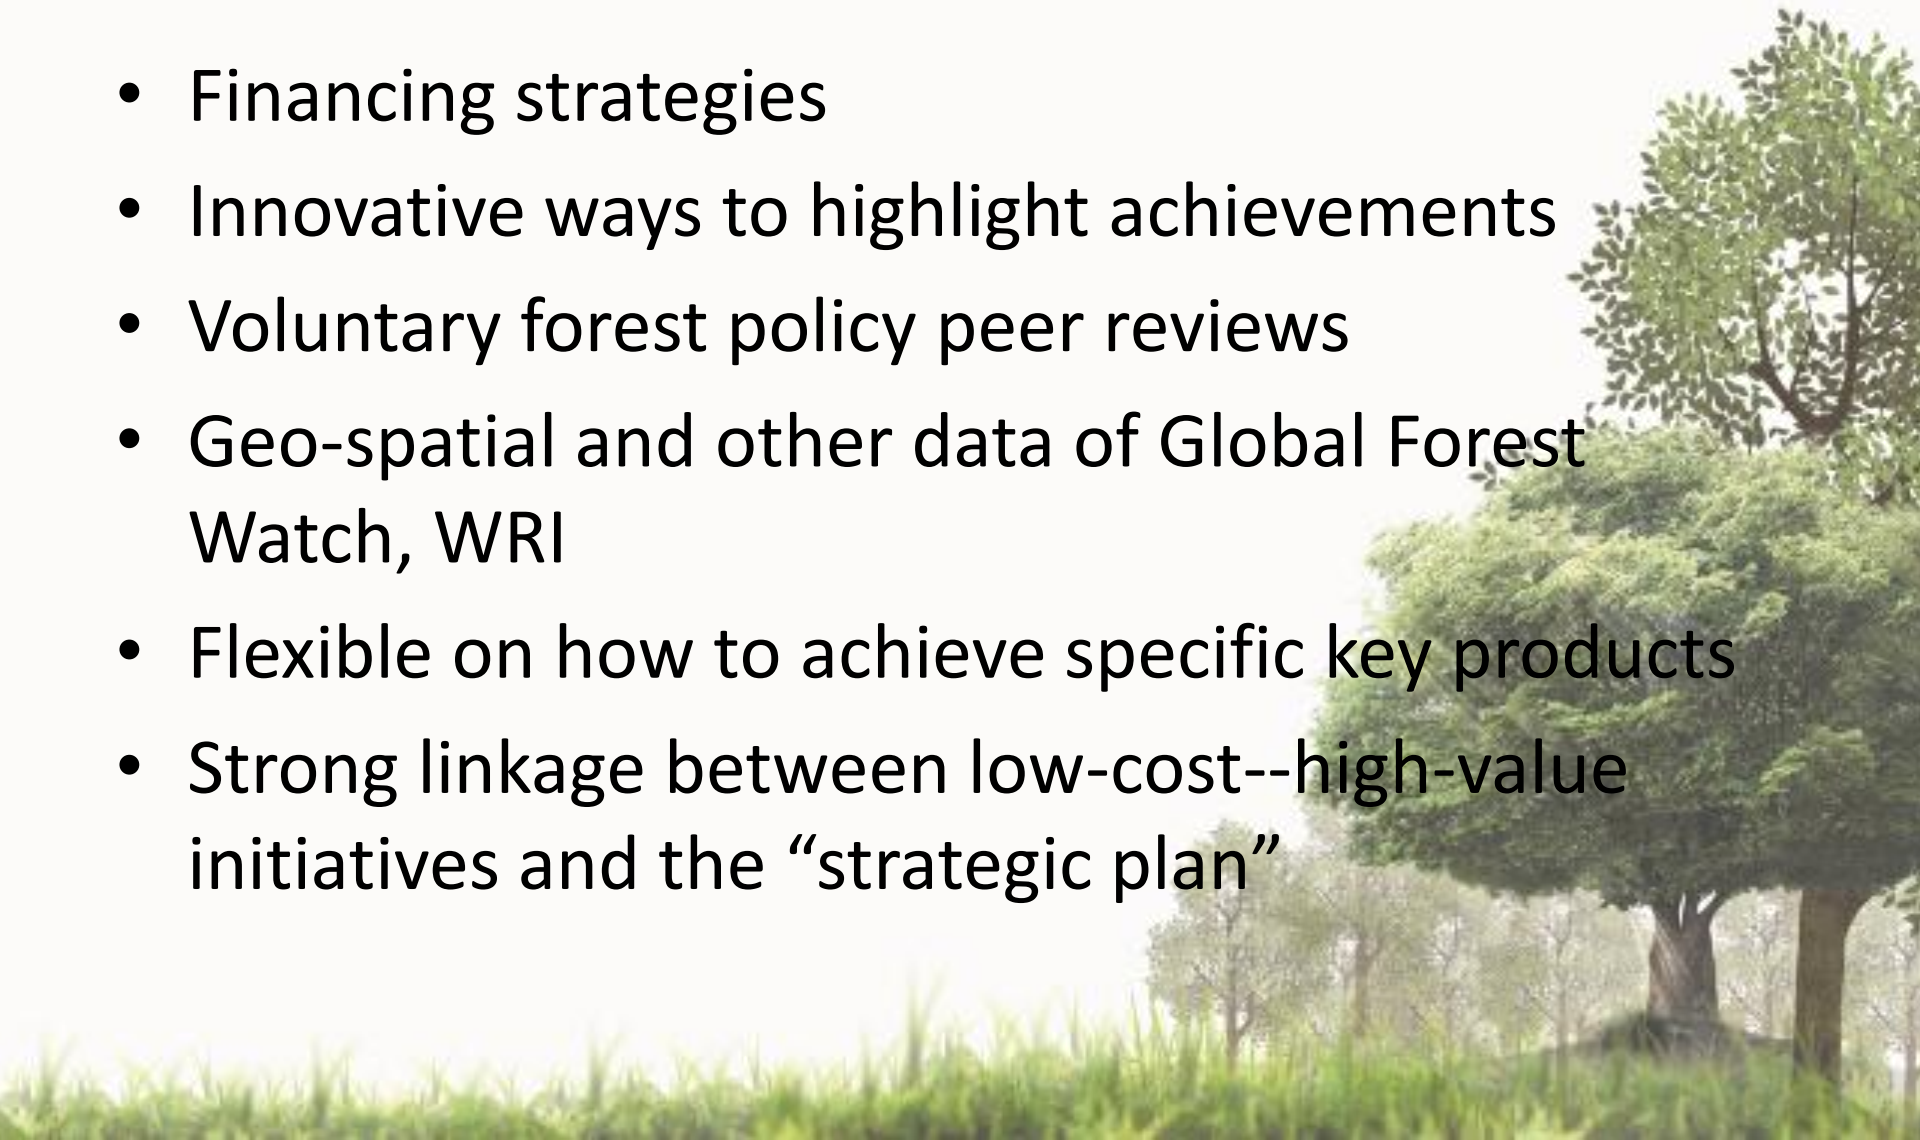 • Financing strategies
• Innovative ways to highlight achievements
• Voluntary forest policy peer reviews
• Geo-spatial and other data of Global Forest
Watch, WRI
• Flexible on how to achieve specific key products
• Strong linkage between low-cost--high-value
initiatives and the “strategic plan”